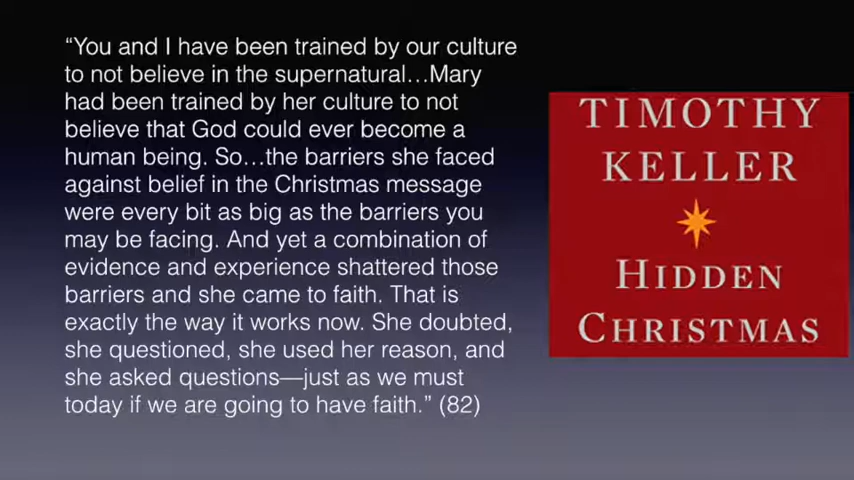 “You and I have been trained by our culture
to not believe in the supernatural…Mary
had been trained by her culture to not
believe that God could ever become a
human being. So…the barriers she faced
against belief in the Christmas message
were every bit as big as the barriers you
may be facing. And yet a combination of
evidence and experience shattered those
barriers and she came to faith. That is
exactly the way it works now. She doubted,
she questioned, she used her reason, and
she asked questions—just as we must
today if we are going to have faith.” (82)
TIMOTHY
KELLER
HIDDEN
CHRISTMAS